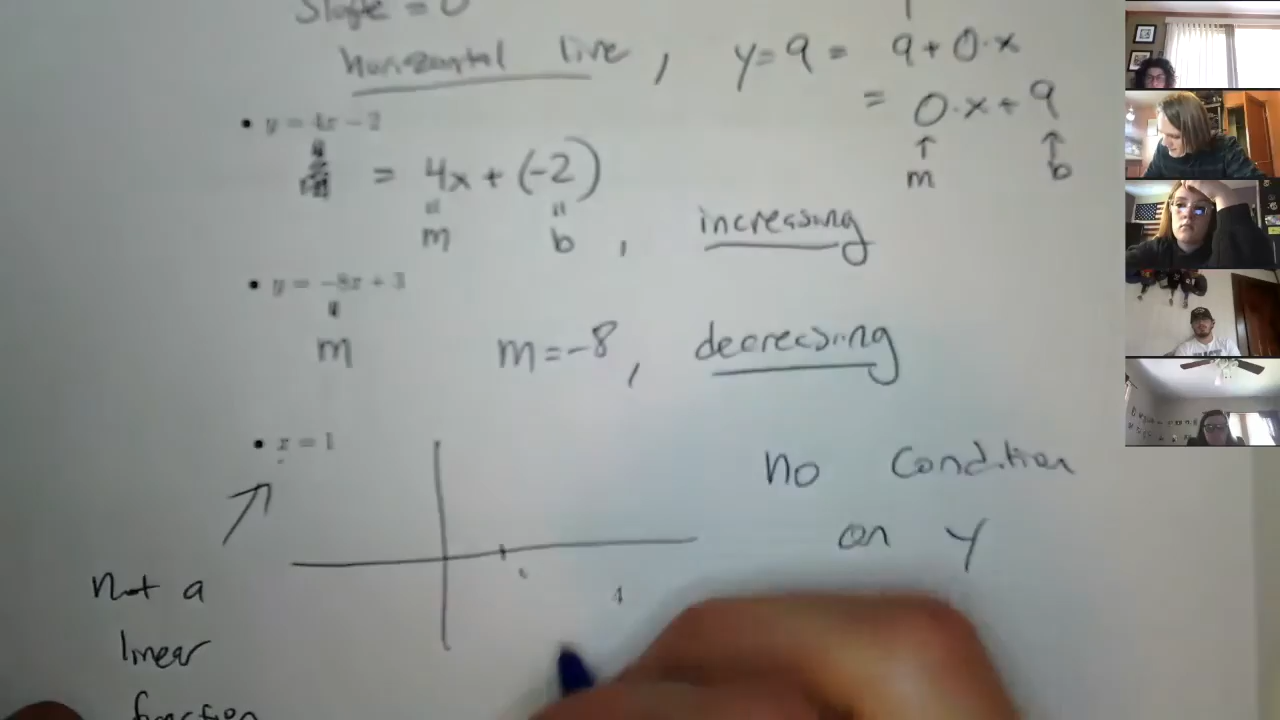 Slope = 0
horizontal line, y=9 = 9+0·x
= 0·x+9
m b
• y = 4x − 2
= 4x + (-2)
m b , increasing
• y = −8x + 3
m m=-8, decreasing
• x = 1
no condition
on y
not a
linear
function